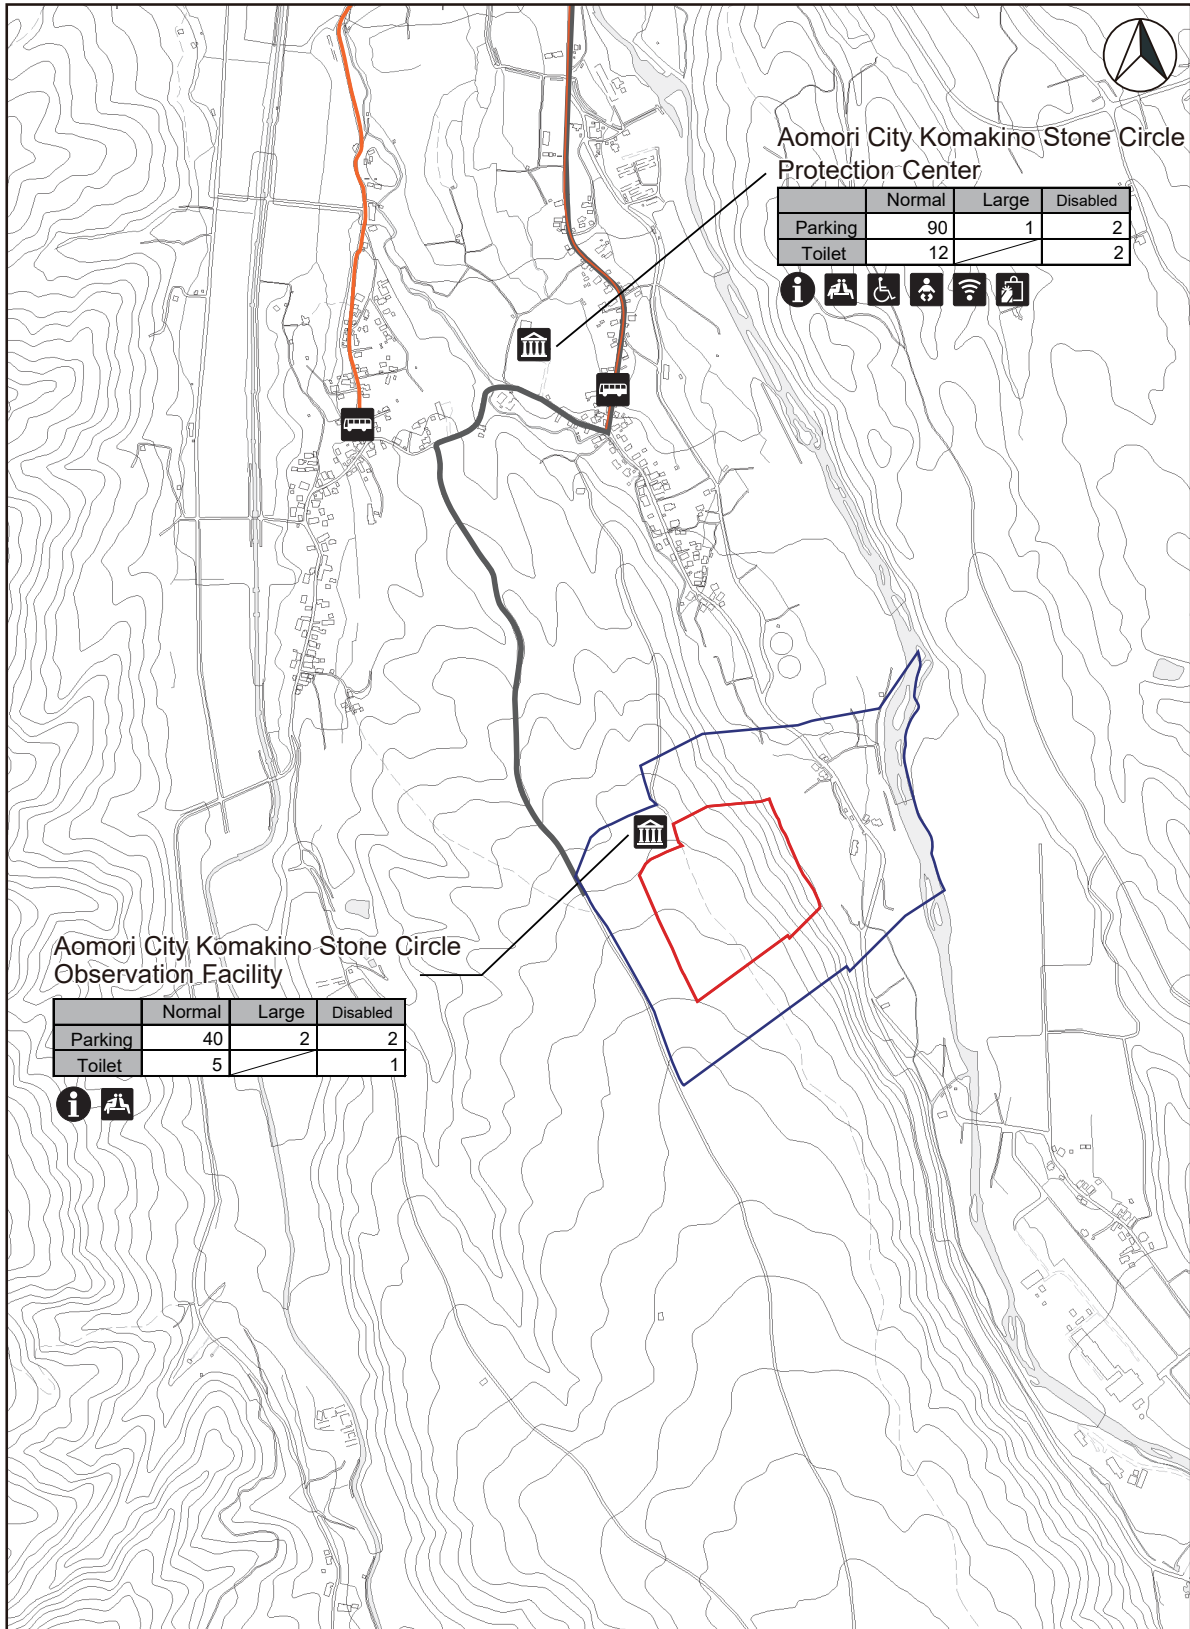 Aomori City Komakino Stone Circle
Protection Center
Normal Large Disabled
Parking 90 1 2
Toilet 12 2
i
Aomori City Komakino Stone Circle
Observation Facility
Normal Large Disabled
Parking 40 2 2
Toilet 5 1
i